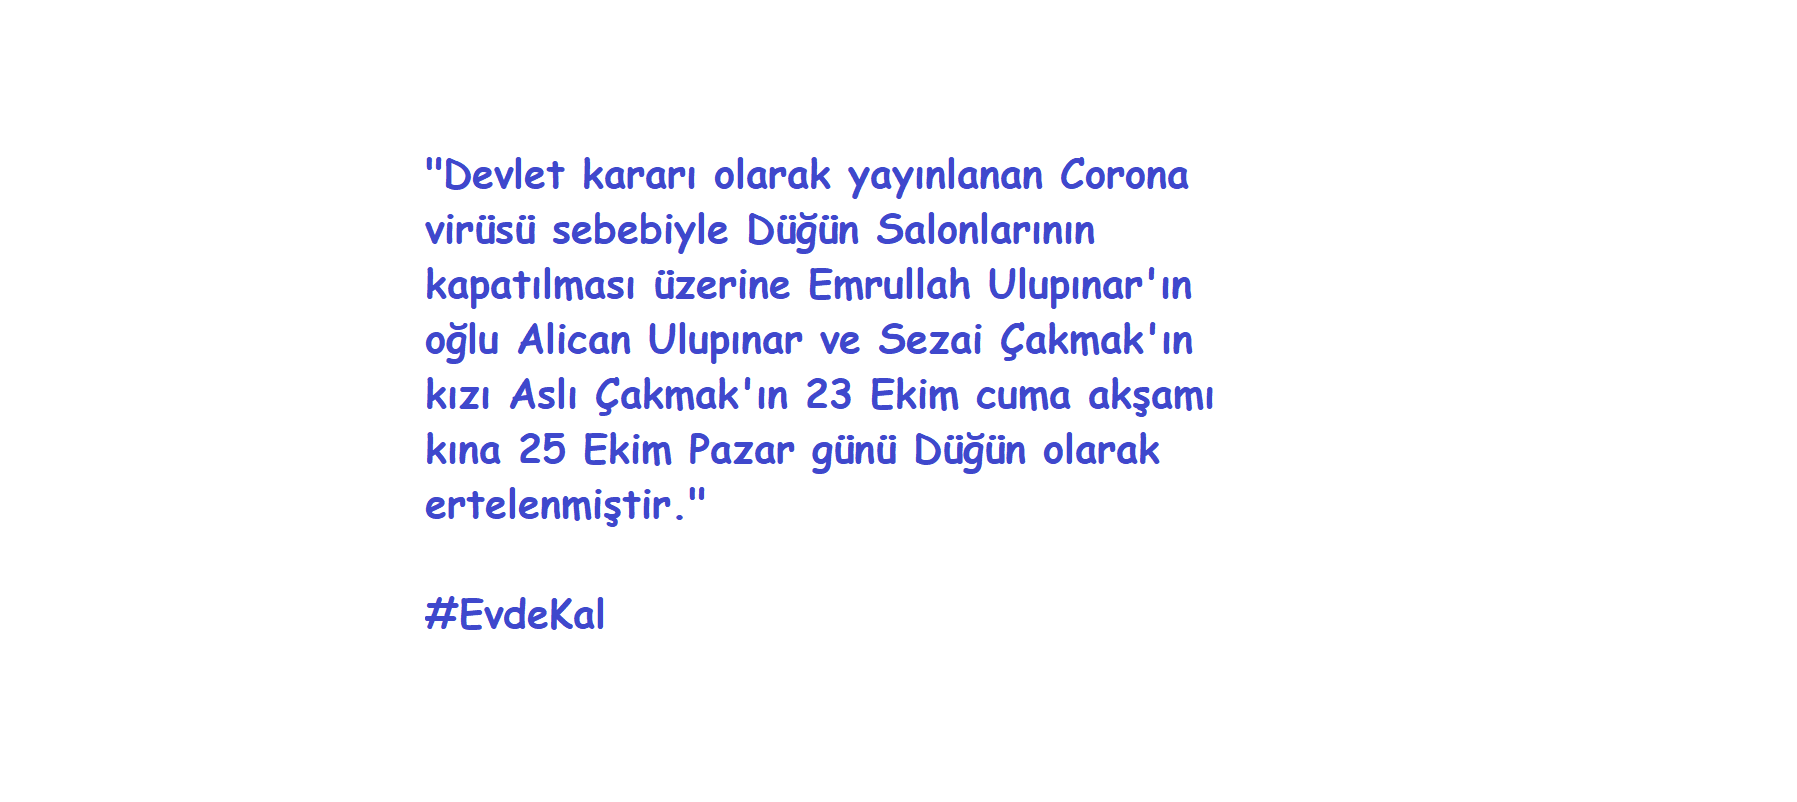 "Devlet kararı olarak yayınlanan Corona
virüsü sebebiyle Düğün Salonlarının
kapatılması üzerine Emrullah Ulupınar'ın
oğlu Alican Ulupınar ve Sezai Çakmak'ın
kızı Aslı Çakmak'ın 23 Ekim cuma akşamı
kına 25 Ekim Pazar günü Düğün olarak
ertelenmiştir."
#EvdeKal